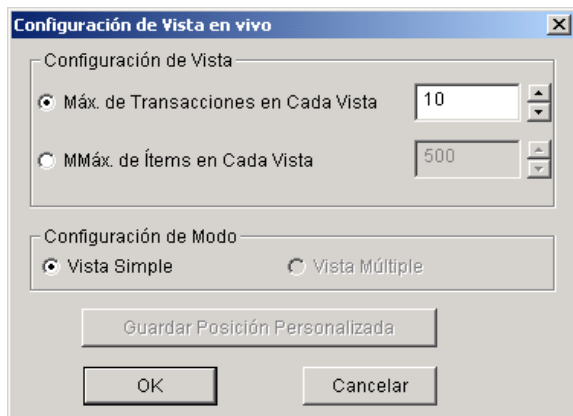 Configuración de Vista en vivo
Configuración de Vista
Máx. de Transacciones en Cada Vista 10
MMáx. de Ítems en Cada Vista 500
Configuración de Modo
Vista Simple Vista Múltiple
Guardar Posición Personalizada
OK Cancelar